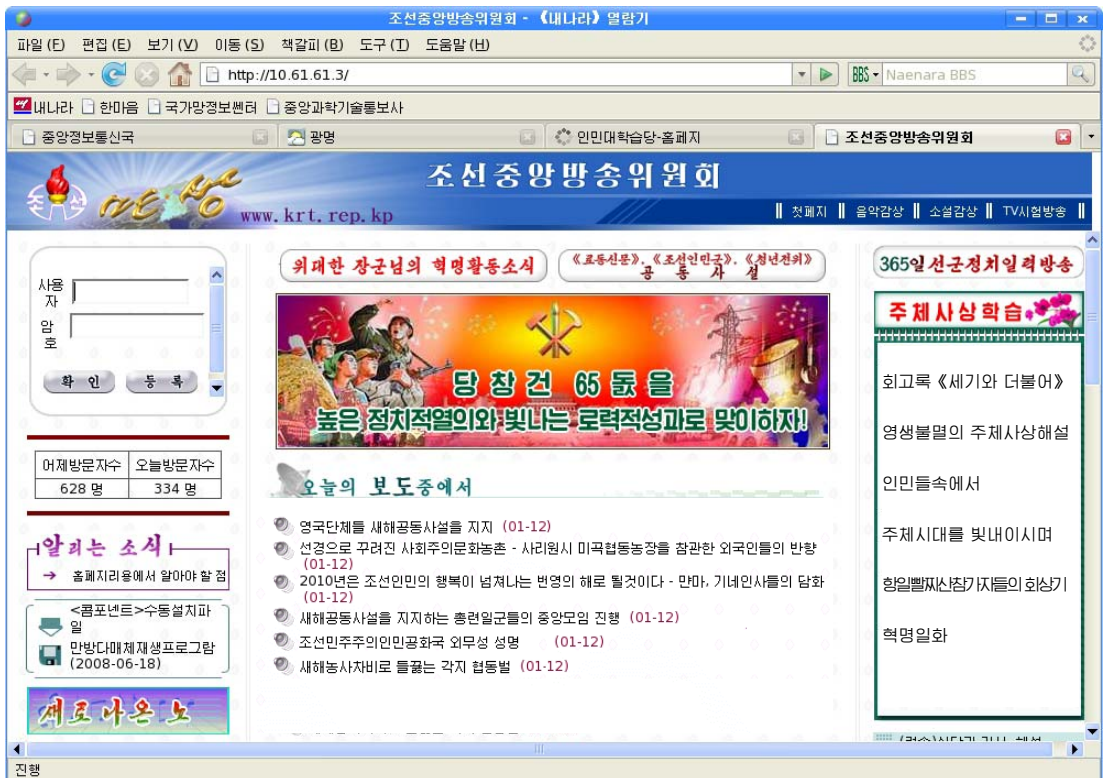 조선중앙방송위원회 - 《내나라》 열람기
파일(F) 편집(E) 보기(V) 이동(S) 책갈피(B) 도구(T) 도움말(H)
http://10.61.61.3/
BBS
Naenara BBS
내나라 한마음 국가망정보쎈터 중앙과학기술통보사
중앙정보통신국
광명
인민대학습당-홈페지
조선중앙방송위원회
조선
방송
www.krt.rep.kp
조선중앙방송위원회
첫페지
음악감상
소설감상
TV시험방송
사용자
암호
확 인
등 록
어제방문자수 오늘방문자수
628 명 334 명
알리는 소식
홈페지리용에서 알아야 할 점
<콤포넨트>수동설치파일
만방다매체재생프로그람
(2008-06-18)
새로나온 노
위대한 장군님의 혁명활동소식
《로동신문》, 《조선인민군》, 《청년전위》
공 동 사 설
당창건 65돐을
높은 정치적열의와 빛나는 로력적성과로 맞이하자!
오늘의 보도중에서
영국단체들 새해공동사설을 지지 (01-12)
선경으로 꾸려진 사회주의문화농촌 - 사리원시 미곡협동농장을 참관한 외국인들의 반향
(01-12)
2010년은 조선인민의 행복이 넘쳐나는 번영의 해로 될것이다 - 먄마, 기네인사들의 담화
(01-12)
새해공동사설을 지지하는 총련일군들의 중앙모임 진행 (01-12)
조선민주주의인민공화국 외무성 성명 (01-12)
새해농사차비로 들끓는 각지 협동벌 (01-12)
365일선군정치일력방송
주체사상학습
회고록 《세기와 더불어》
영생불멸의 주체사상해설
인민들속에서
주체시대를 빛내이시며
항일빨찌산참가자들의 회상기
혁명일화
진행